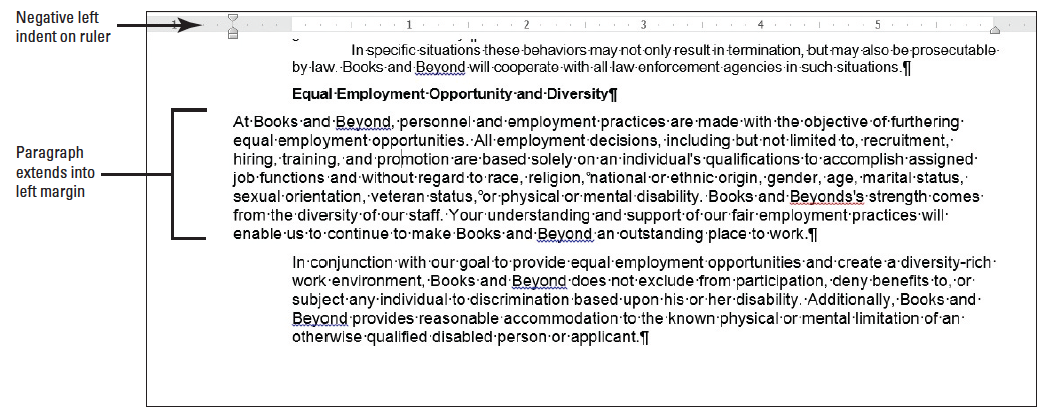 Negative left
indent on ruler
1 1 2 3 4 5
In specific situations these behaviors may not only result in termination, but may also be prosecutable
by law. Books and Beyond will cooperate with all law enforcement agencies in such situations.¶
Equal Employment Opportunity and Diversity¶
Paragraph
extends into
left margin
At Books and Beyond, personnel and employment practices are made with the objective of furthering
equal employment opportunities. All employment decisions, including but not limited to, recruitment,
hiring, training, and promotion are based solely on an individual's qualifications to accomplish assigned
job functions and without regard to race, religion, national or ethnic origin, gender, age, marital status,
sexual orientation, veteran status, or physical or mental disability. Books and Beyonds's strength comes
from the diversity of our staff. Your understanding and support of our fair employment practices will
enable us to continue to make Books and Beyond an outstanding place to work.¶
In conjunction with our goal to provide equal employment opportunities and create a diversity-rich
work environment, Books and Beyond does not exclude from participation, deny benefits to, or
subject any individual to discrimination based upon his or her disability. Additionally, Books and
Beyond provides reasonable accommodation to the known physical or mental limitation of an
otherwise qualified disabled person or applicant.¶